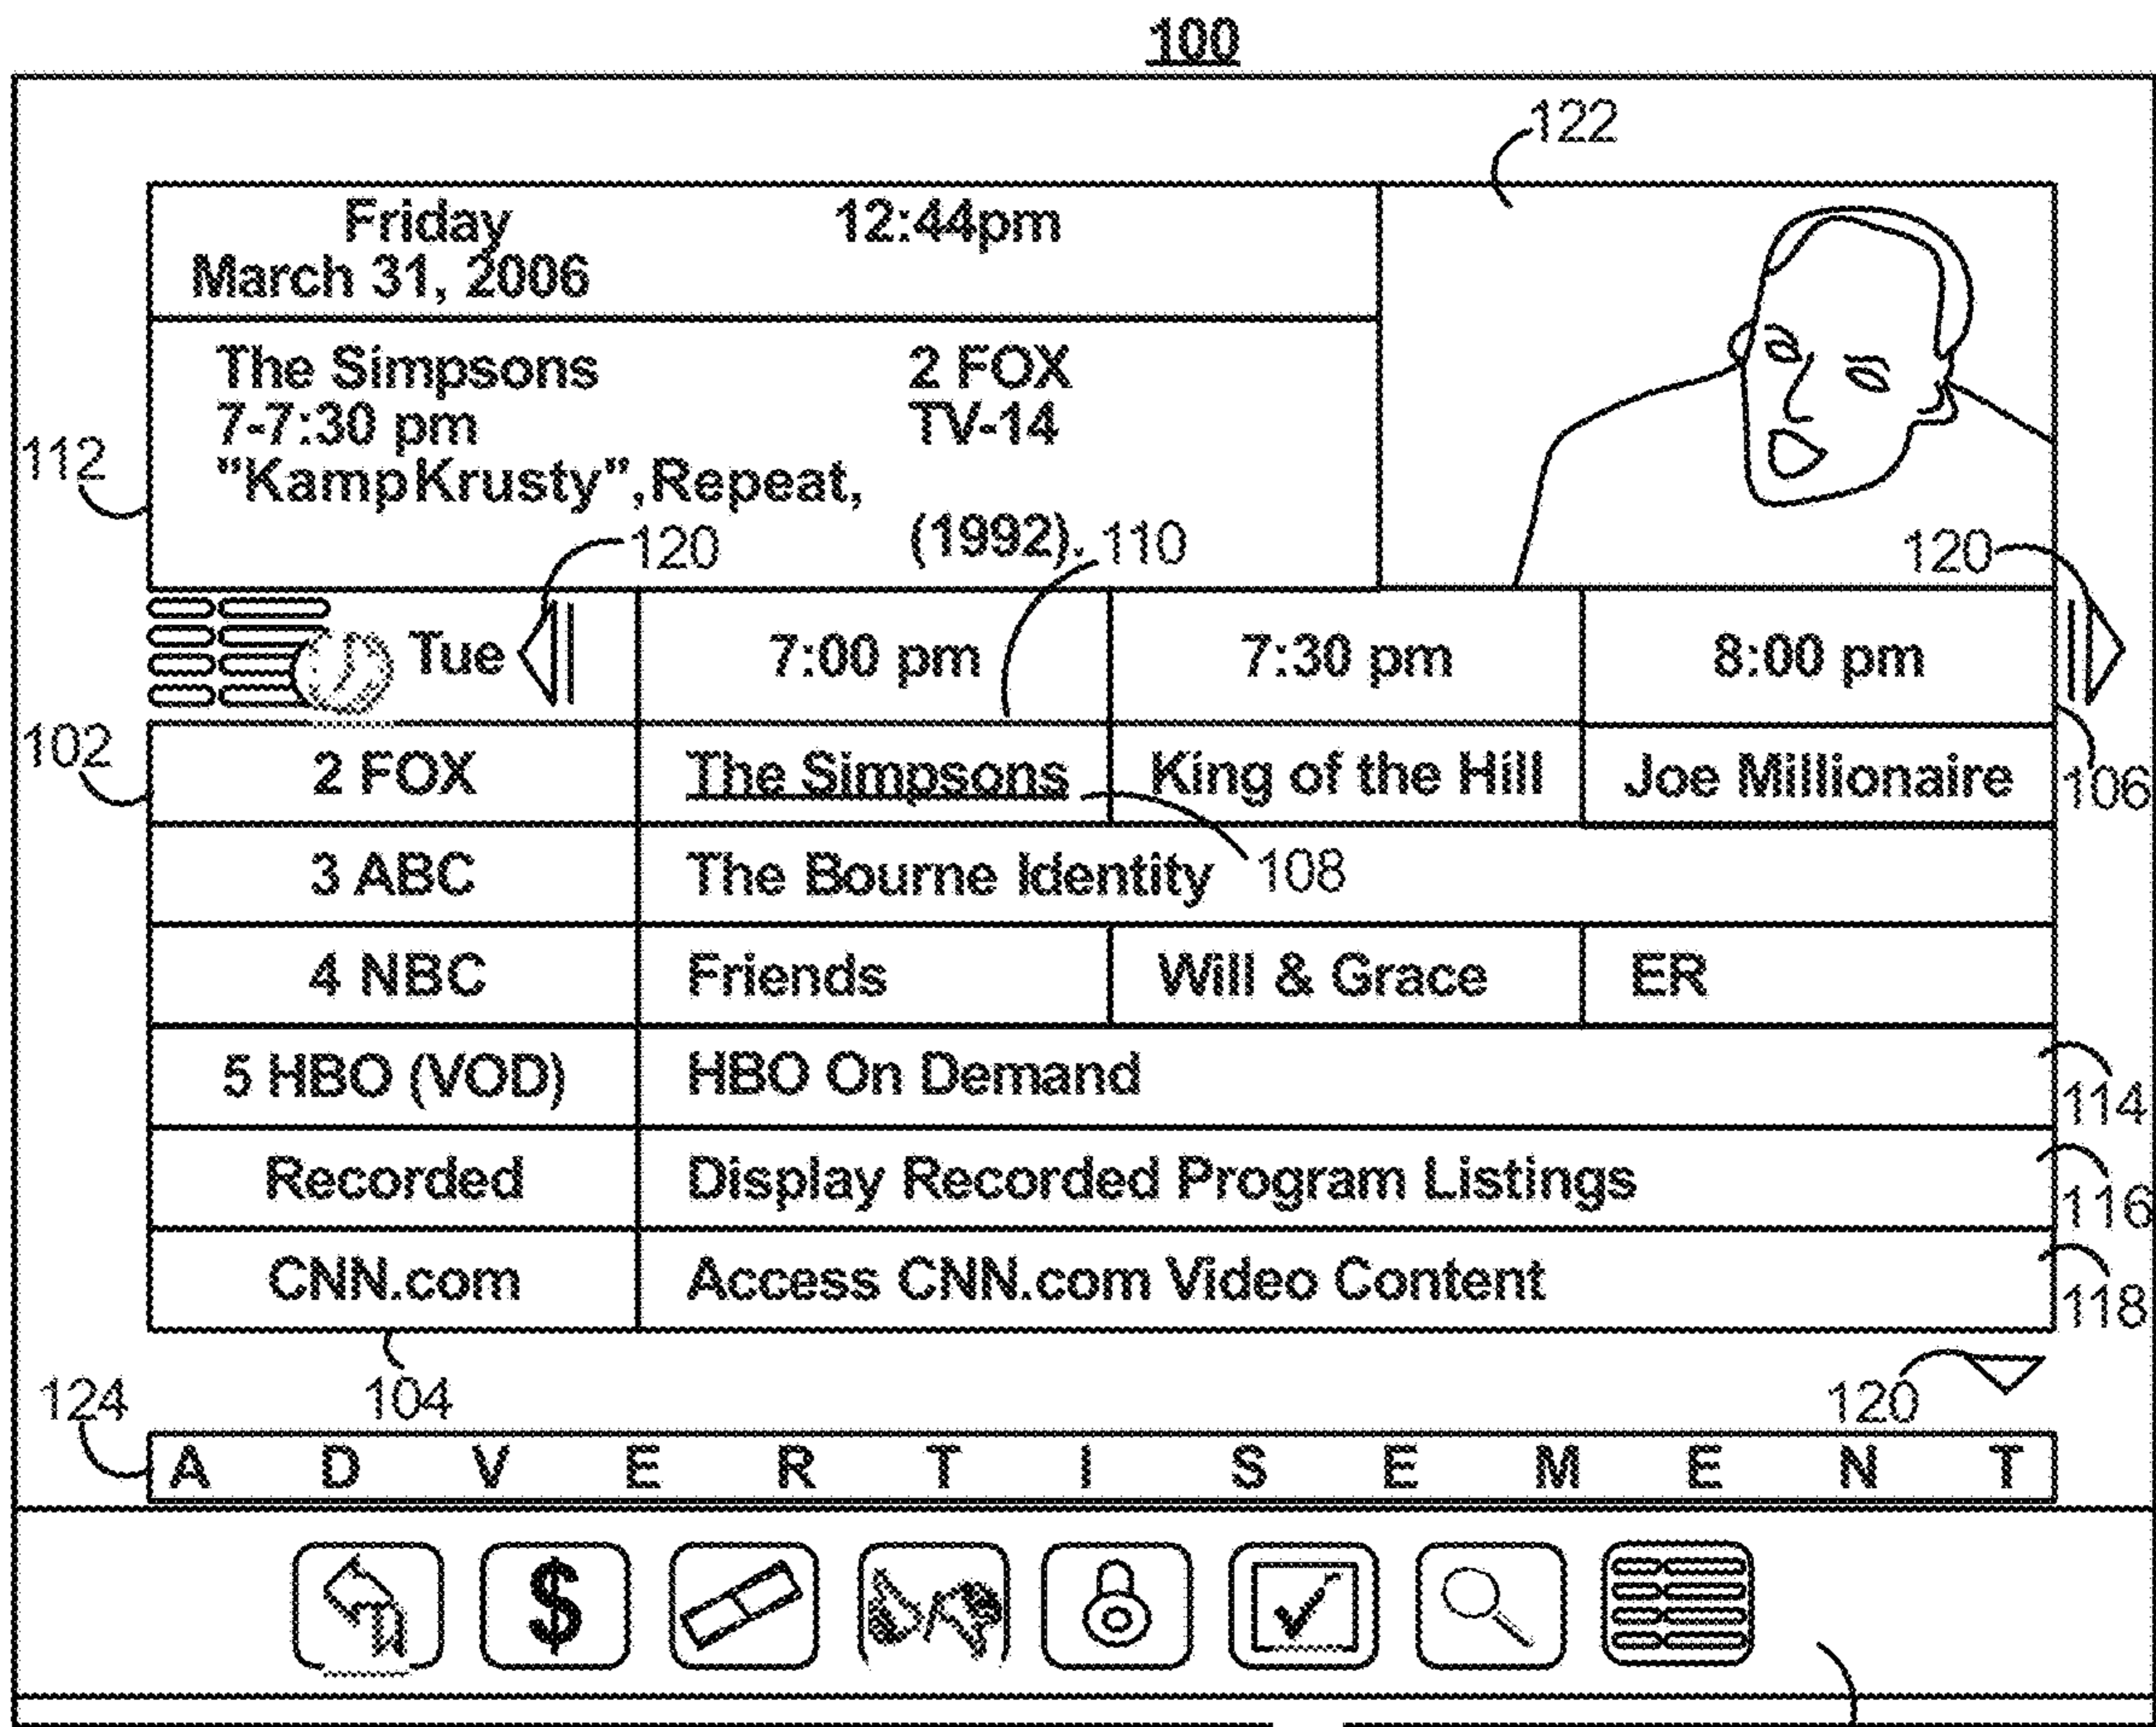 100
122
Friday 12:44pm
March 31, 2006
The Simpsons 2 FOX
7-7:30 pm TV-14
112
"KampKrusty", Repeat,
(1992).
120
110
120
Tue 7:00 pm 7:30 pm 8:00 pm
102
2 FOX The Simpsons King of the Hill Joe Millionaire
106
3 ABC The Bourne Identity
108
4 NBC Friends Will & Grace ER
5 HBO (VOD) HBO On Demand
114
Recorded Display Recorded Program Listings
116
CNN.com Access CNN.com Video Content
118
124
104
120
A D V E R T I S E M E N T
$